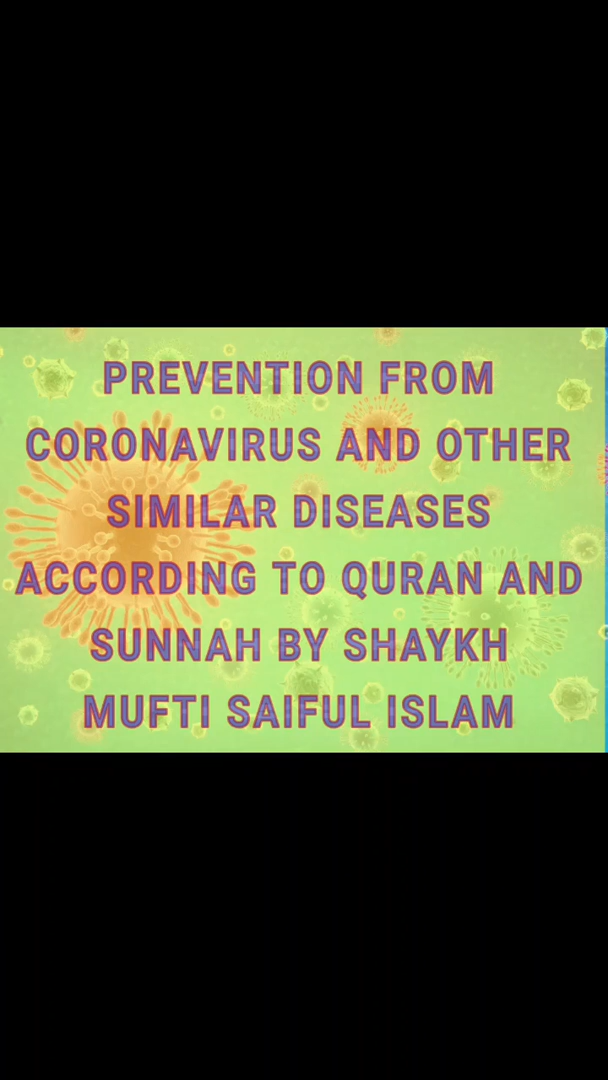 PREVENTION FROM
CORONAVIRUS AND OTHER
SIMILAR DISEASES
ACCORDING TO QURAN AND
SUNNAH BY SHAYKH
MUFTI SAIFUL ISLAM